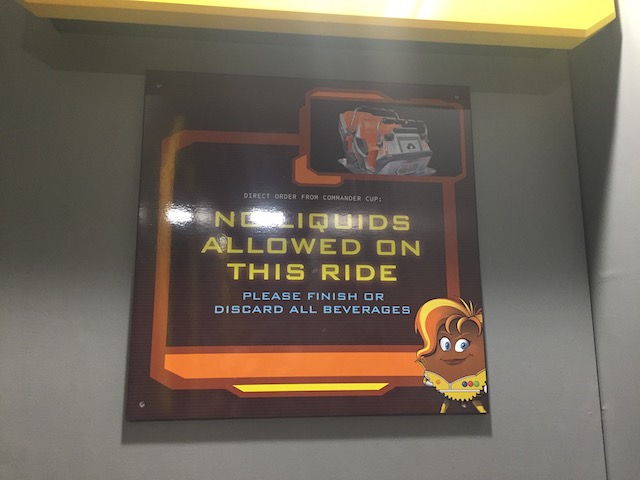 DIRECT ORDER FROM COMMANDER CUP:
NO LIQUIDS
ALLOWED ON
THIS RIDE
PLEASE FINISH OR
DISCARD ALL BEVERAGES